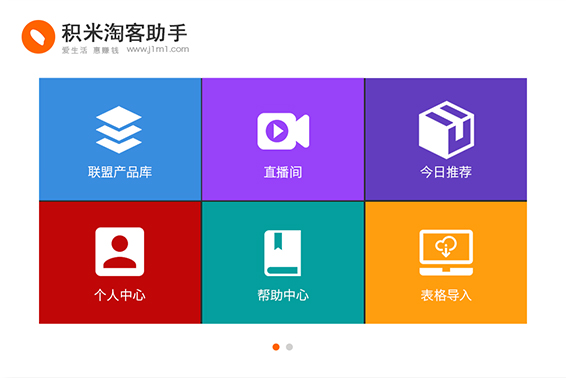 积米淘客助手
爱生活 惠赚钱 www.j1m1.com
联盟产品库
直播间
今日推荐
个人中心
帮助中心
表格导入